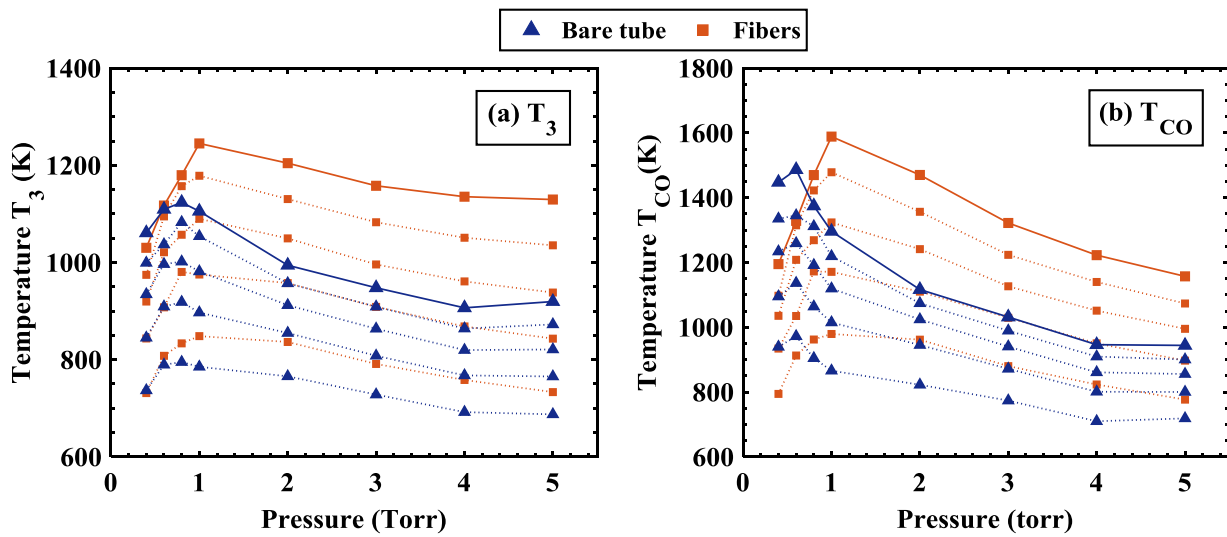 Bare tube Fibers
(a) T3
1400
1200
1000
800
600
0 1 2 3 4 5
Temperature T3 (K)
Pressure (Torr)
(b) TCO
1800
1600
1400
1200
1000
800
600
0 1 2 3 4 5
Temperature TCO(K)
Pressure (torr)